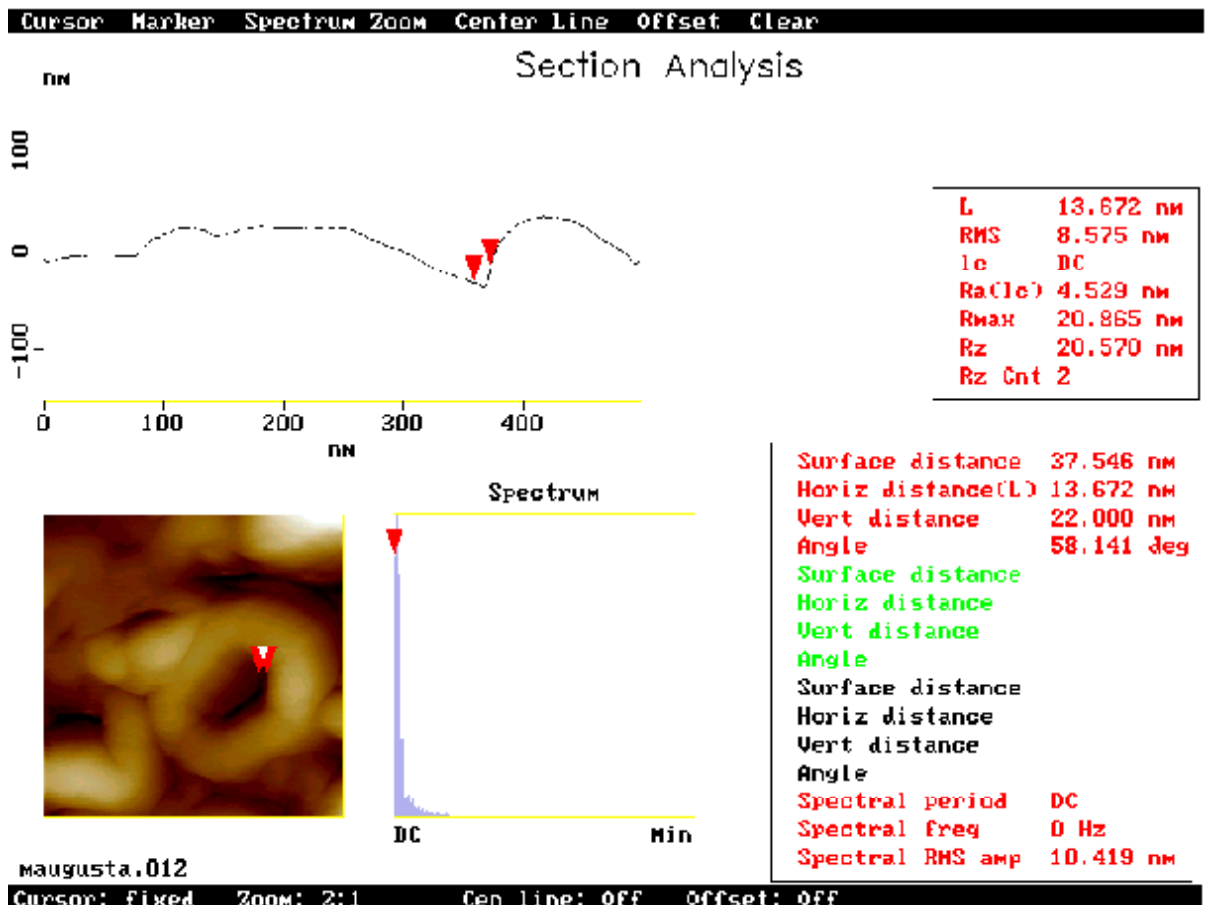 Cursor Marker Spectrum Zoom Center Line Offset Clear
Section Analysis
nm
100
0
-100
0 100 200 300 400
nm
L 13.672 nm
RMS 8.575 nm
lc DC
Ra(lc) 4.529 nm
Rmax 20.865 nm
Rz 20.570 nm
Rz Cnt 2
Surface distance 37.546 nm
Horiz distance(L) 13.672 nm
Vert distance 22.000 nm
Angle 58.141 deg
Surface distance
Horiz distance
Vert distance
Angle
Surface distance
Horiz distance
Vert distance
Angle
Spectral period DC
Spectral freq 0 Hz
Spectral RMS amp 10.419 nm
Spectrum
DC Min
maugusta.012
Cursor: fixed Zoom: 2:1 Cen line: Off Offset: Off